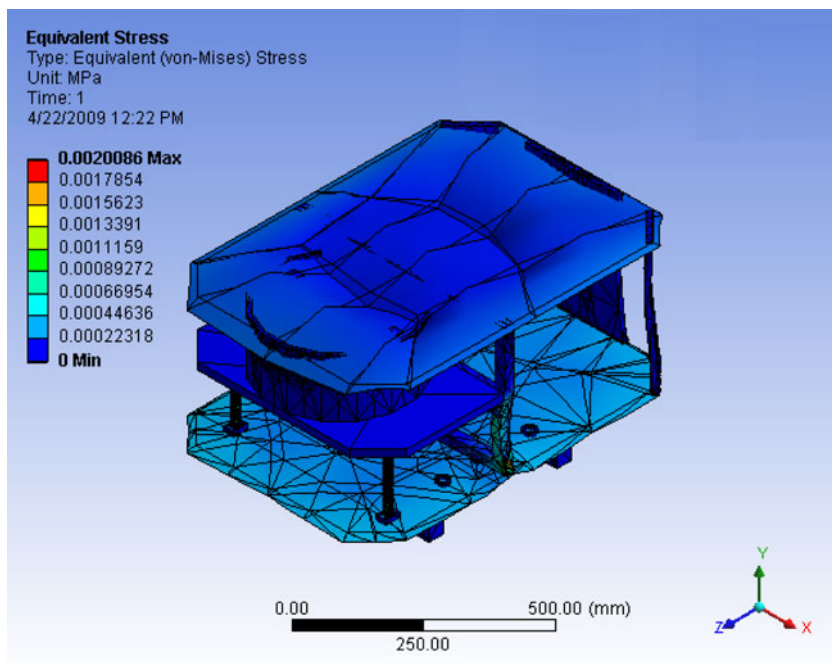 Equivalent Stress
Type: Equivalent (von-Mises) Stress
Unit: MPa
Time: 1
4/22/2009 12:22 PM
0.0020086 Max
0.0017854
0.0015623
0.0013391
0.0011159
0.00089272
0.00066954
0.00044636
0.00022318
0 Min
0.00 500.00 (mm)
250.00
Y
Z X